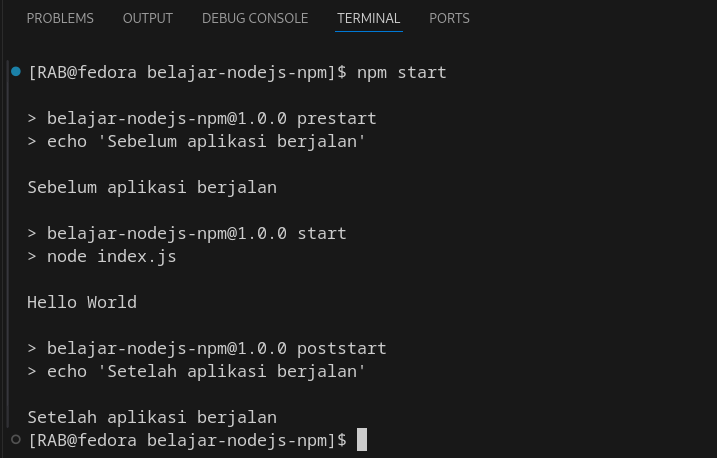 PROBLEMS OUTPUT DEBUG CONSOLE TERMINAL PORTS
[RAB@fedora belajar-nodejs-npm]$ npm start
> belajar-nodejs-npm@1.0.0 prestart
> echo 'Sebelum aplikasi berjalan'
Sebelum aplikasi berjalan
> belajar-nodejs-npm@1.0.0 start
> node index.js
Hello World
> belajar-nodejs-npm@1.0.0 poststart
> echo 'Setelah aplikasi berjalan'
Setelah aplikasi berjalan
[RAB@fedora belajar-nodejs-npm]$